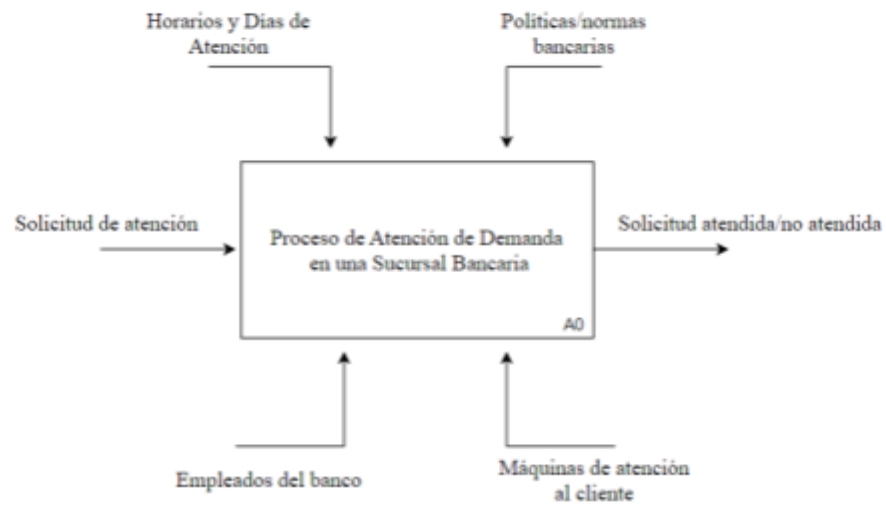 Horarios y Dias de
Atención
Políticas/normas
bancarias
Solicitud de atención
Proceso de Atención de Demanda
en una Sucursal Bancaria
A0
Solicitud atendida/no atendida
Empleados del banco
Máquinas de atención
al cliente